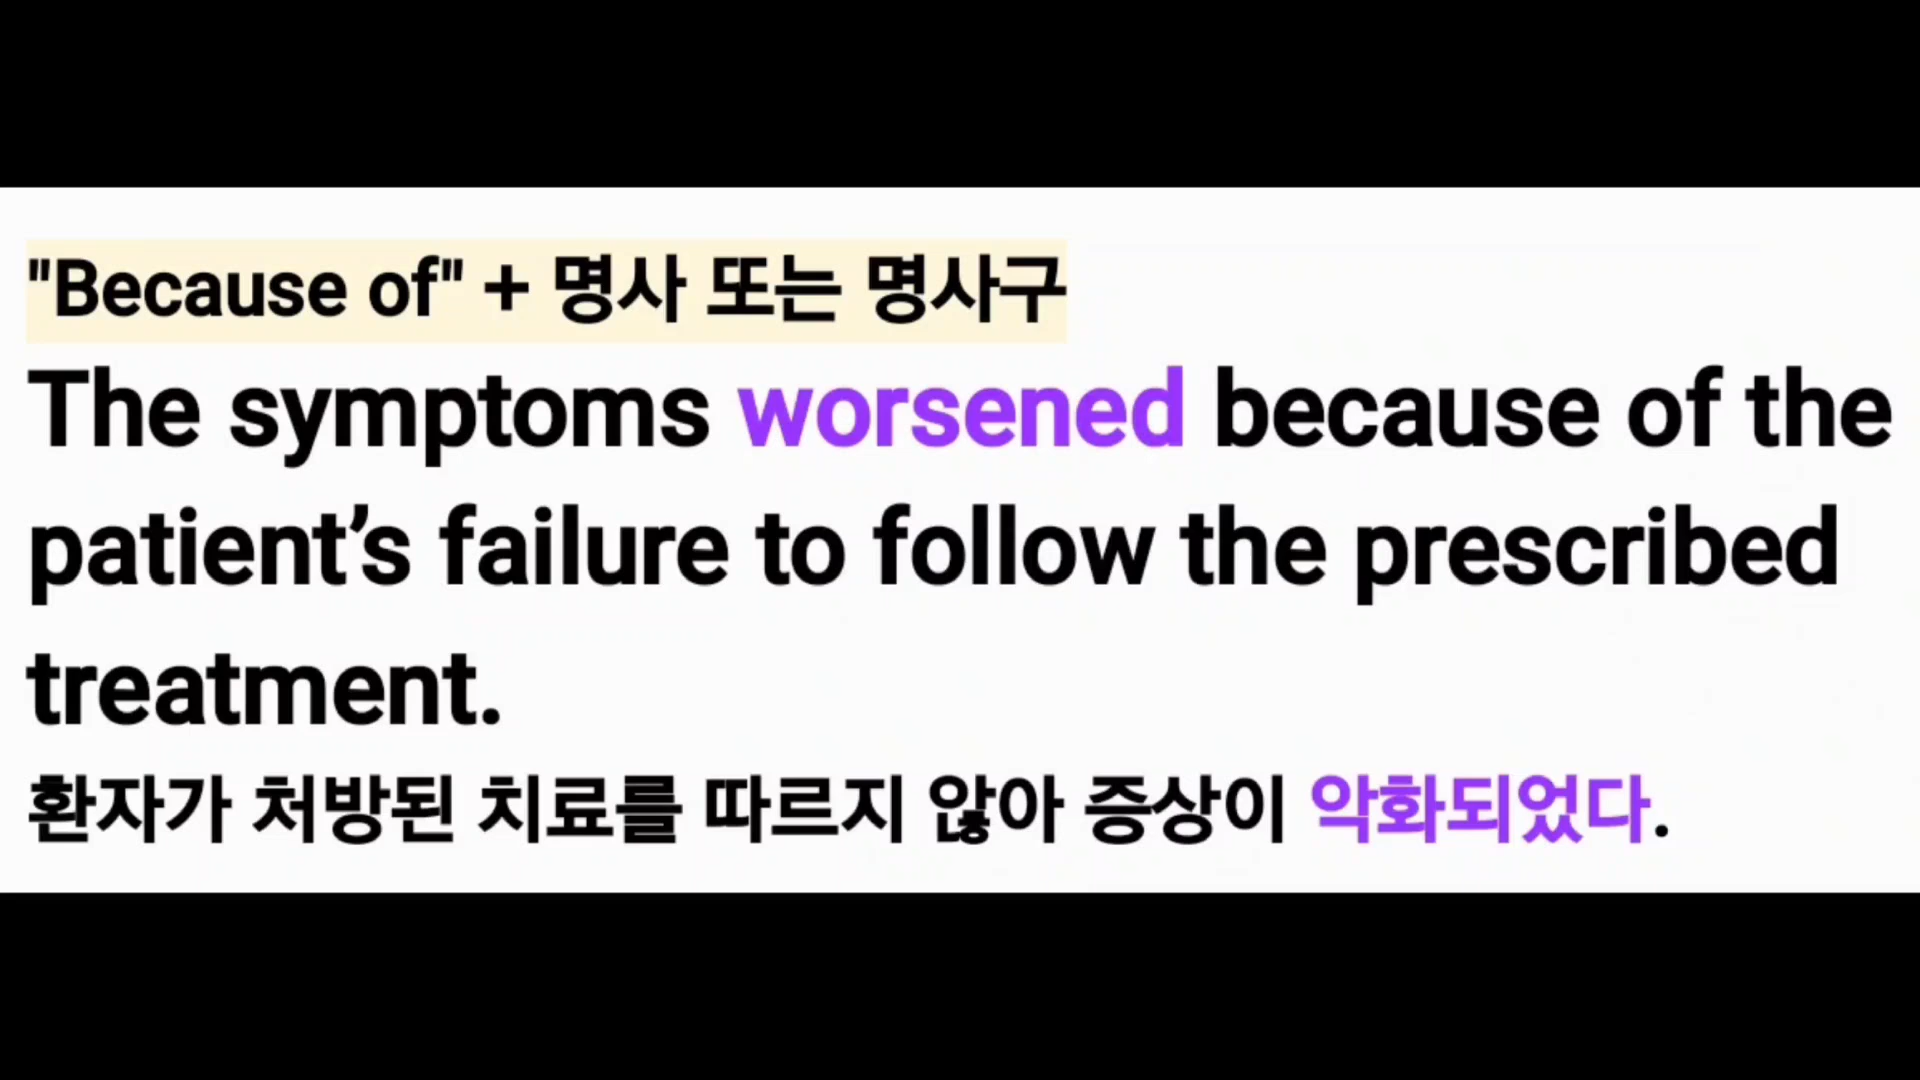 "Because of" + 명사 또는 명사구
The symptoms worsened because of the
patient’s failure to follow the prescribed
treatment.
환자가 처방된 치료를 따르지 않아 증상이 악화되었다.